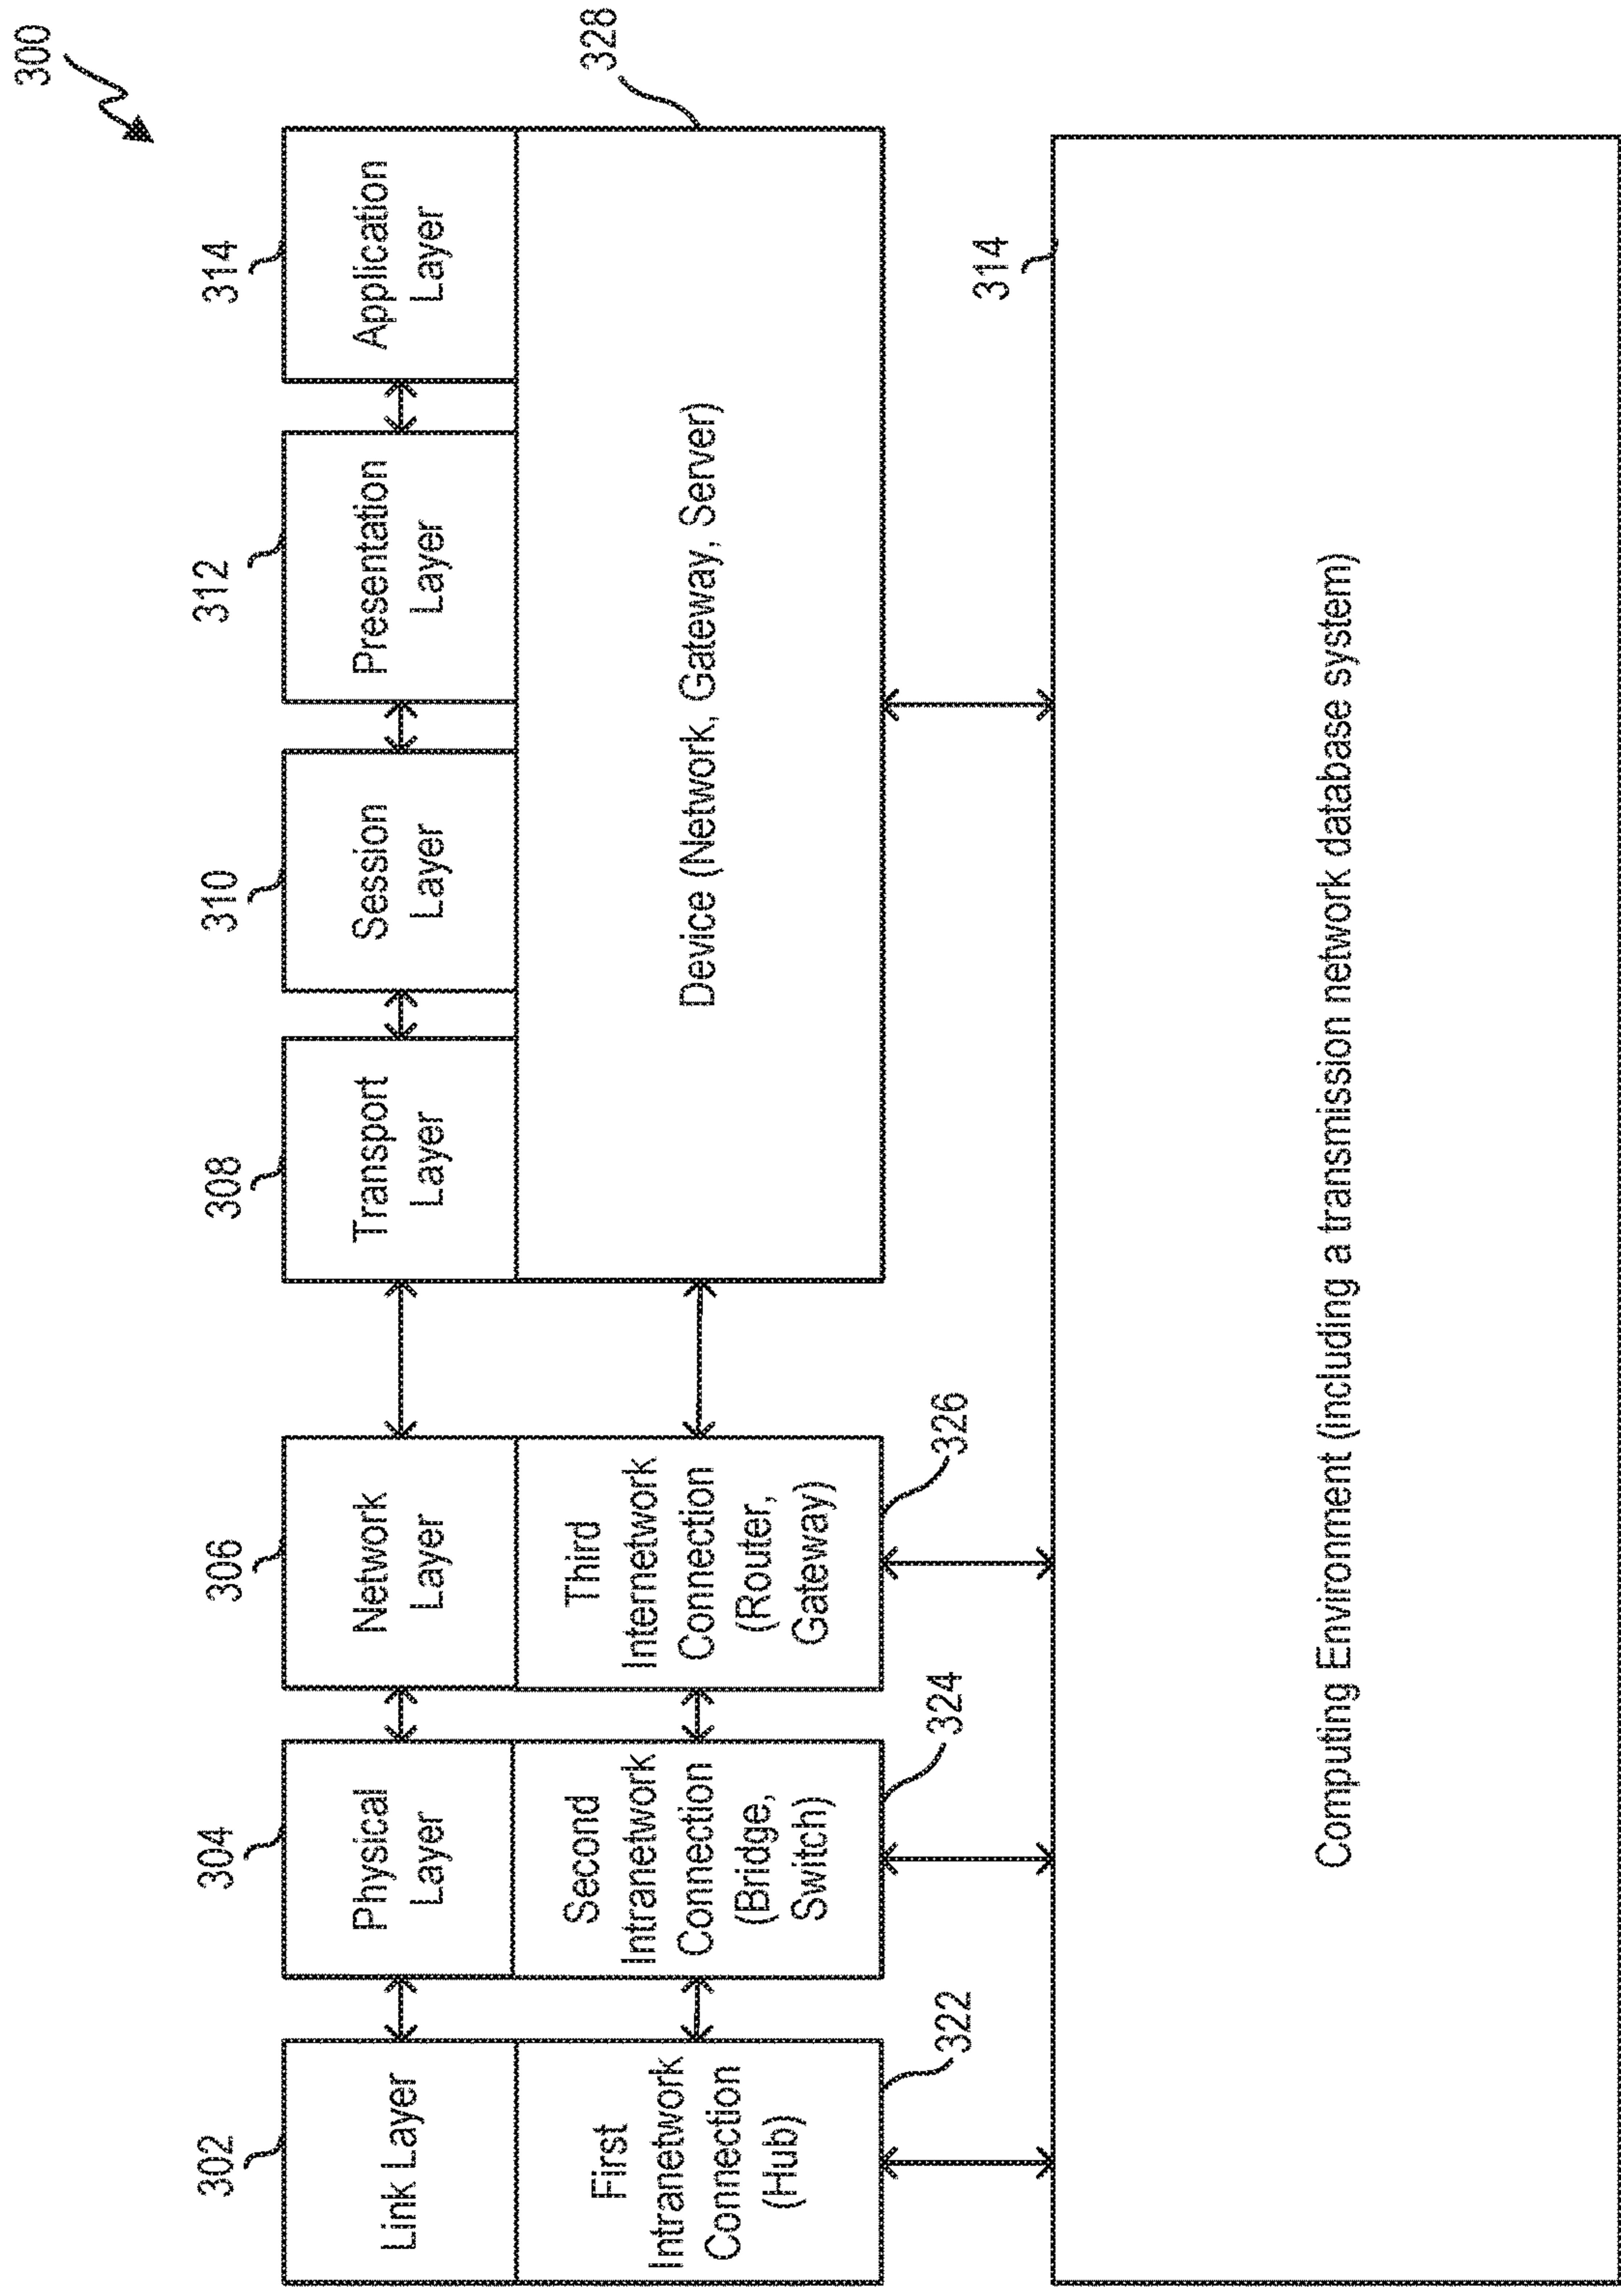 300
302
304
306
308
310
312
314
Link Layer
Physical
Layer
Network
Layer
Transport
Layer
Session
Layer
Presentation
Layer
Application
Layer
First
Intranetwork
Connection
(Hub)
Second
Intranetwork
Connection
(Bridge,
Switch)
Third
Internetwork
Connection
(Router,
Gateway)
Device (Network, Gateway, Server)
328
322
324
326
314
Computing Environment (including a transmission network database system)